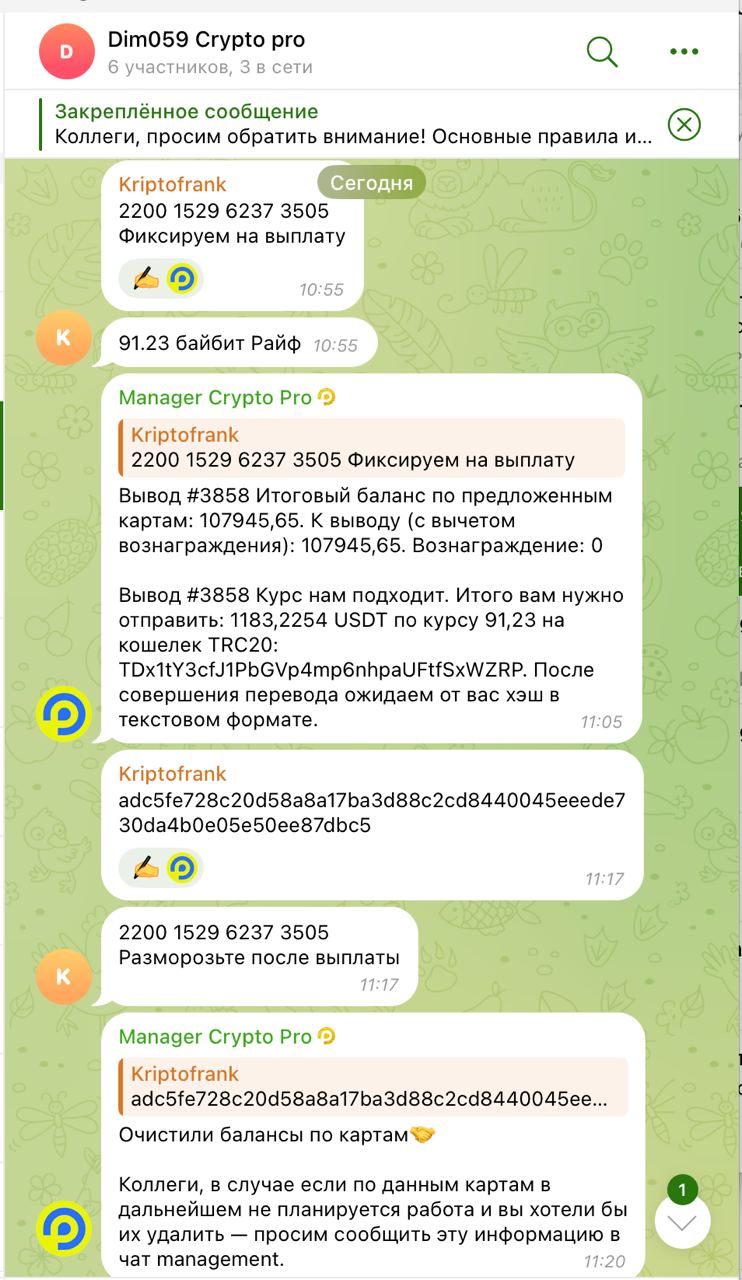 D
Dim059 Crypto pro
6 участников, 3 в сети
Закреплённое сообщение
Коллеги, просим обратить внимание! Основные правила и...
Сегодня
Kriptofrank
2200 1529 6237 3505
Фиксируем на выплату
10:55
K
91.23 байбит Райф 10:55
Manager Crypto Pro
Kriptofrank
2200 1529 6237 3505 Фиксируем на выплату
Вывод #3858 Итоговый баланс по предложенным
картам: 107945,65. К выводу (с вычетом
вознаграждения): 107945,65. Вознаграждение: 0
Вывод #3858 Курс нам подходит. Итого вам нужно
отправить: 1183,2254 USDT по курсу 91,23 на
кошелек TRC20:
TDx1tY3cfJ1PbGVp4mp6nhpaUFtfSxWZRP. После
совершения перевода ожидаем от вас хэш в
текстовом формате.
11:05
Kriptofrank
adc5fe728c20d58a8a17ba3d88c2cd8440045eeede7
30da4b0e05e50ee87dbc5
11:17
2200 1529 6237 3505
Разморозьте после выплаты
11:17
K
Manager Crypto Pro
Kriptofrank
adc5fe728c20d58a8a17ba3d88c2cd8440045ee...
Очистили балансы по картам
Коллеги, в случае если по данным картам в
дальнейшем не планируется работа и вы хотели бы
их удалить — просим сообщить эту информацию в
чат management.
11:20
1